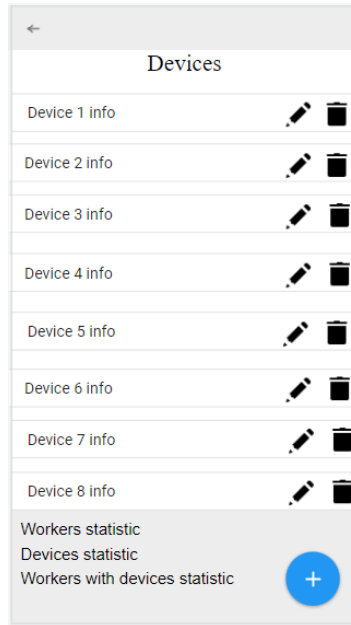 Devices
Device 1 info
Device 2 info
Device 3 info
Device 4 info
Device 5 info
Device 6 info
Device 7 info
Device 8 info
Workers statistic
Devices statistic
Workers with devices statistic